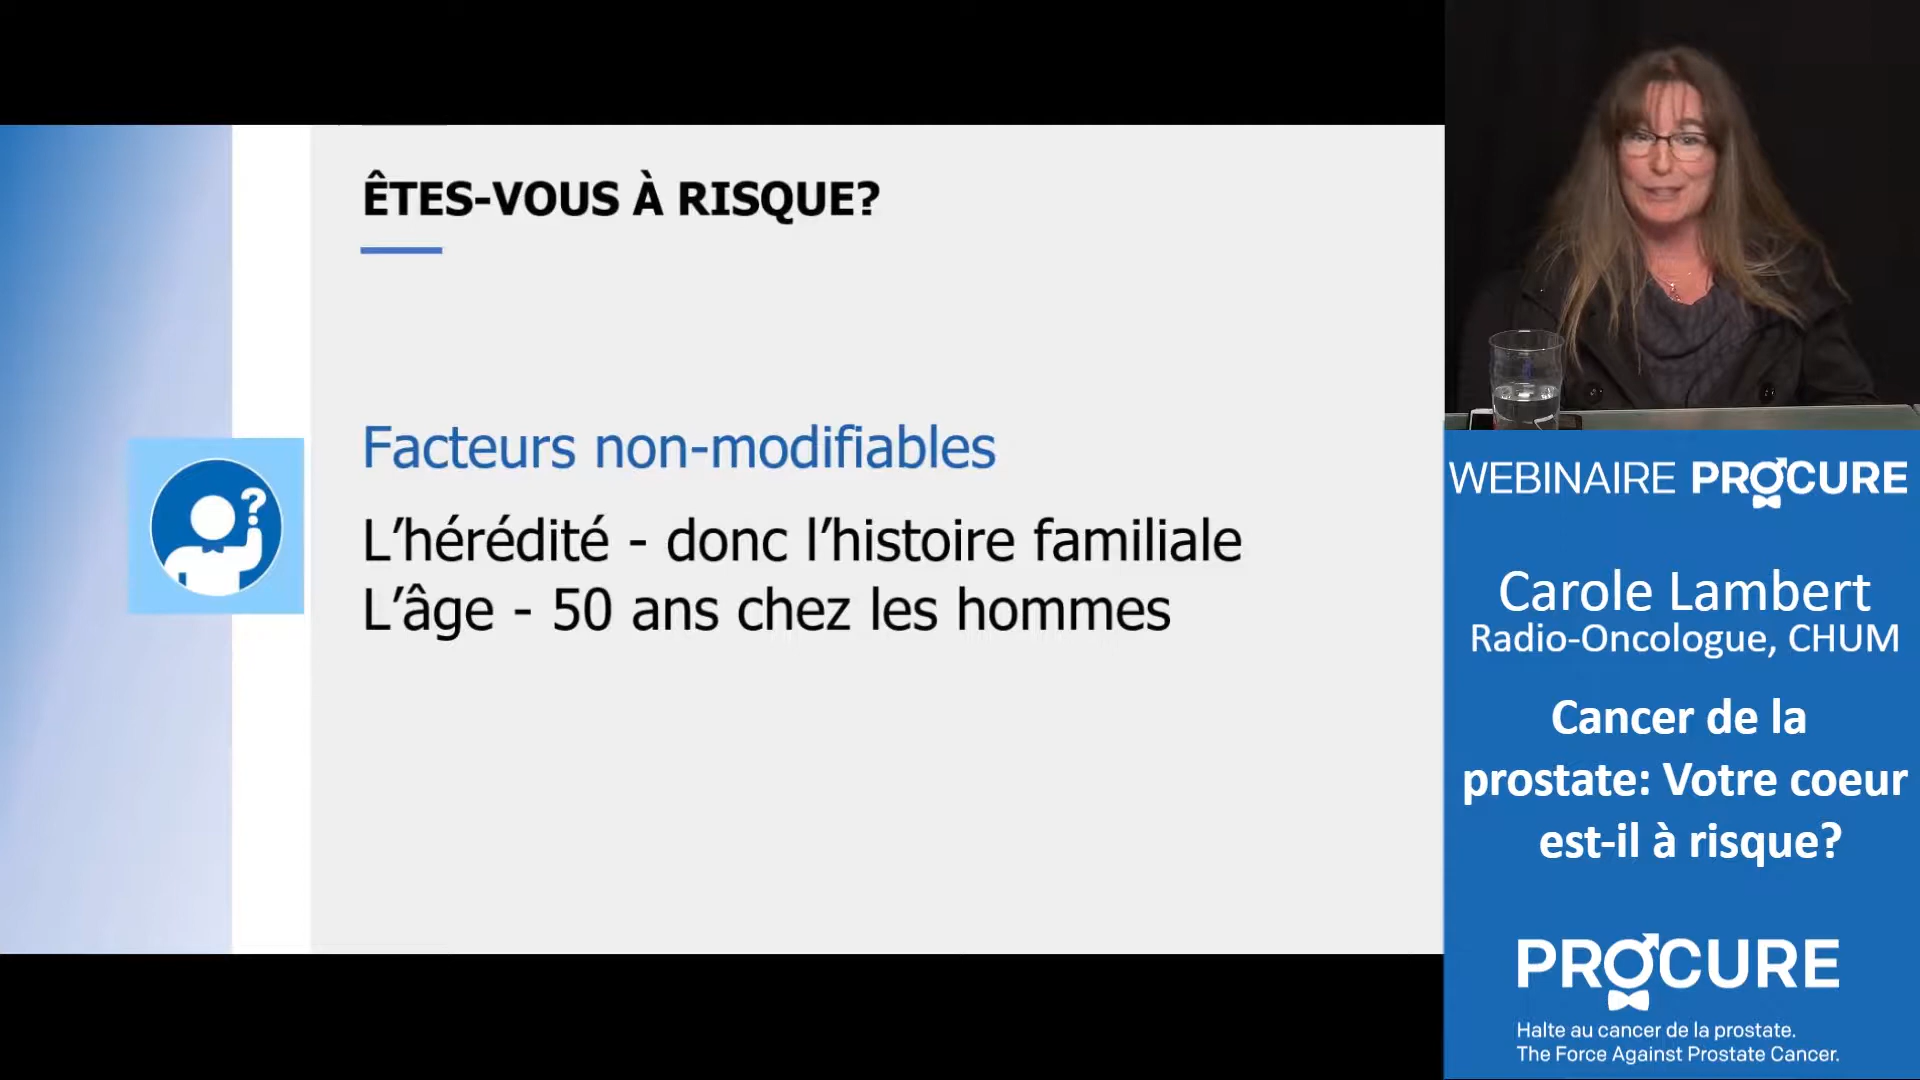 ÊTES-VOUS À RISQUE?
Facteurs non-modifiables
L’hérédité - donc l’histoire familiale
L’âge - 50 ans chez les hommes
?
WEBINAIRE PROCURE
Carole Lambert
Radio-Oncologue, CHUM
Cancer de la
prostate: Votre coeur
est-il à risque?
PROCURE
Halte au cancer de la prostate.
The Force Against Prostate Cancer.